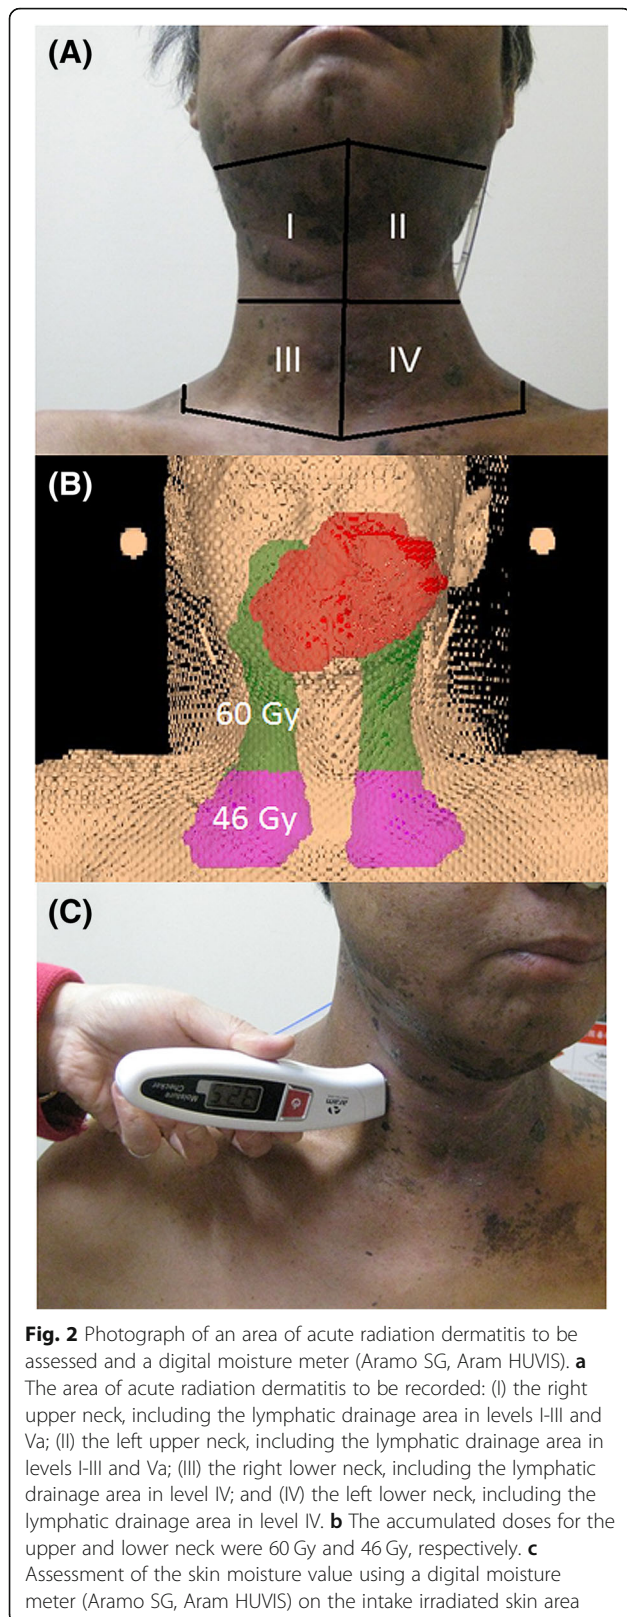 (A)
I
II
III
IV
(B)
60 Gy
46 Gy
(C)
Moisture
Checker
32.5
aram
Fig. 2 Photograph of an area of acute radiation dermatitis to be
assessed and a digital moisture meter (Aramo SG, Aram HUVIS). a
The area of acute radiation dermatitis to be recorded: (I) the right
upper neck, including the lymphatic drainage area in levels I-III and
Va; (II) the left upper neck, including the lymphatic drainage area in
levels I-III and Va; (III) the right lower neck, including the lymphatic
drainage area in level IV; and (IV) the left lower neck, including the
lymphatic drainage area in level IV. b The accumulated doses for the
upper and lower neck were 60 Gy and 46 Gy, respectively. c
Assessment of the skin moisture value using a digital moisture
meter (Aramo SG, Aram HUVIS) on the intake irradiated skin area